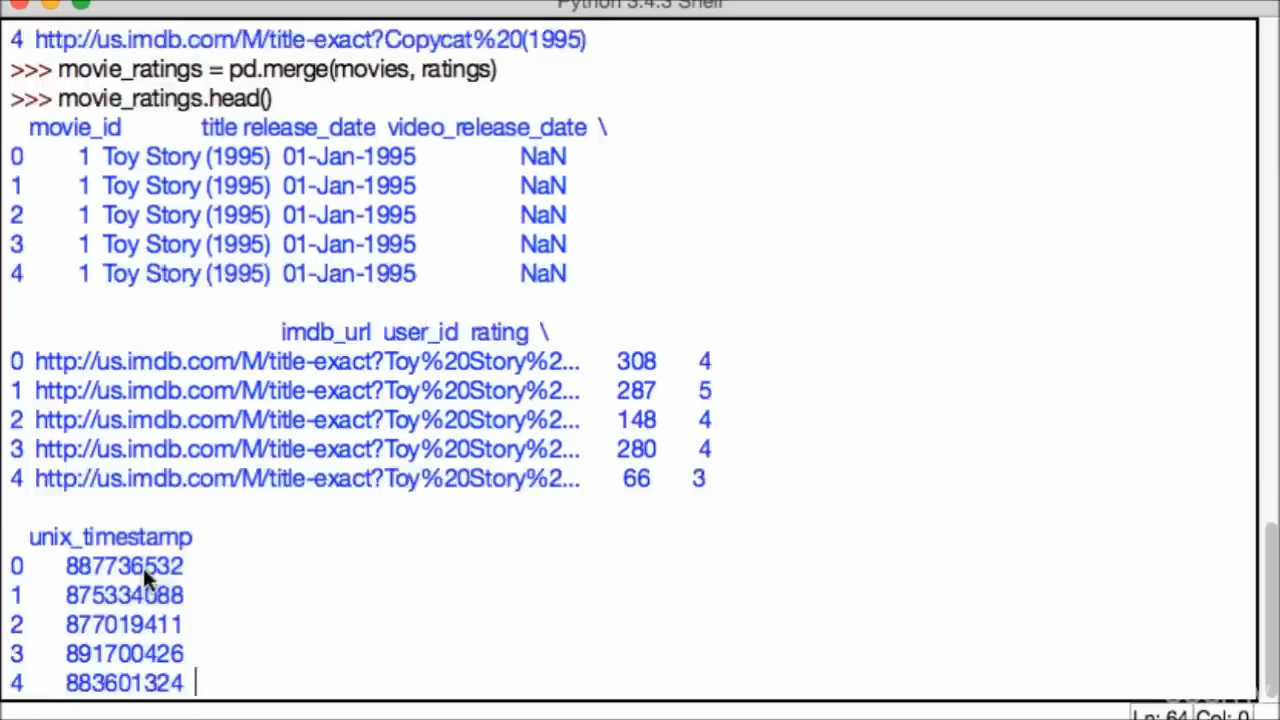 Python 3.4.3 Shell
4 http://us.imdb.com/M/title-exact?Copycat%20(1995)
>>> movie_ratings = pd.merge(movies, ratings)
>>> movie_ratings.head()
movie_id title release_date video_release_date \
0 1 Toy Story (1995) 01-Jan-1995 NaN
1 1 Toy Story (1995) 01-Jan-1995 NaN
2 1 Toy Story (1995) 01-Jan-1995 NaN
3 1 Toy Story (1995) 01-Jan-1995 NaN
4 1 Toy Story (1995) 01-Jan-1995 NaN
imdb_url user_id rating \
0 http://us.imdb.com/M/title-exact?Toy%20Story%2... 308 4
1 http://us.imdb.com/M/title-exact?Toy%20Story%2... 287 5
2 http://us.imdb.com/M/title-exact?Toy%20Story%2... 148 4
3 http://us.imdb.com/M/title-exact?Toy%20Story%2... 280 4
4 http://us.imdb.com/M/title-exact?Toy%20Story%2... 66 3
unix_timestamp
0 887736532
1 875334088
2 877019411
3 891700426
4 883601324
Ln: 64 Col: 0